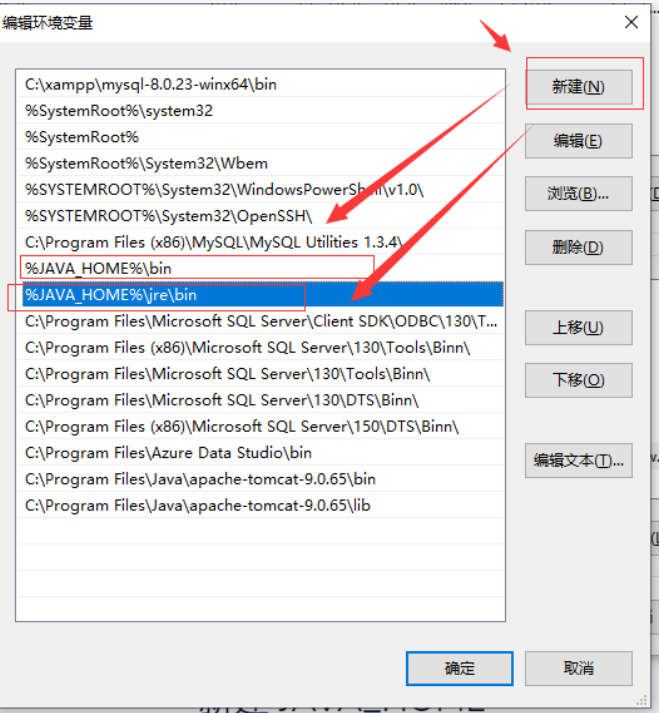 编辑环境变量
C:\xampp\mysql-8.0.23-winx64\bin
新建(N)
%SystemRoot%\system32
%SystemRoot%
编辑(E)
%SystemRoot%\System32\Wbem
%SYSTEMROOT%\System32\WindowsPowerShell\v1.0\
浏览(B)...
%SYSTEMROOT%\System32\OpenSSH\
C:\Program Files (x86)\MySQL\MySQL Utilities 1.3.4\
删除(D)
%JAVA_HOME%\bin
%JAVA_HOME%\jre\bin
C:\Program Files\Microsoft SQL Server\Client SDK\ODBC\130\T...
上移(U)
C:\Program Files (x86)\Microsoft SQL Server\130\Tools\Binn\
C:\Program Files\Microsoft SQL Server\130\Tools\Binn\
下移(O)
C:\Program Files\Microsoft SQL Server\130\DTS\Binn\
C:\Program Files (x86)\Microsoft SQL Server\150\DTS\Binn\
C:\Program Files\Azure Data Studio\bin
编辑文本(T)...
C:\Program Files\Java\apache-tomcat-9.0.65\bin
C:\Program Files\Java\apache-tomcat-9.0.65\lib
确定
取消
新建 JAVA_HOME